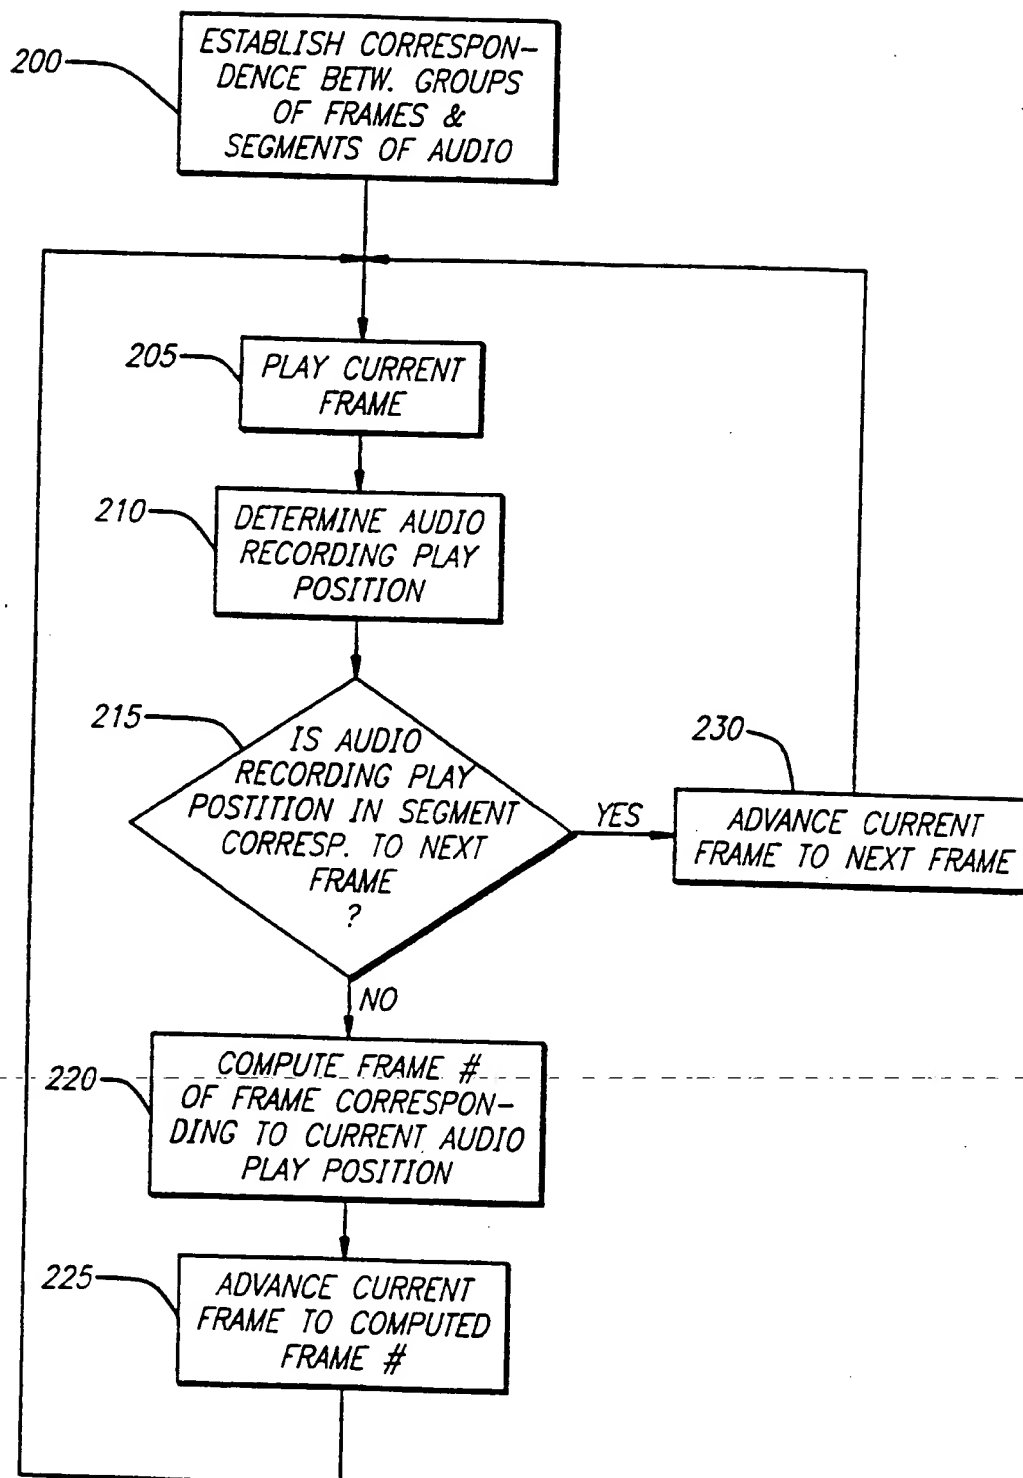 200
ESTABLISH CORRESPON-
DENCE BETW. GROUPS
OF FRAMES &
SEGMENTS OF AUDIO
205
PLAY CURRENT
FRAME
210
DETERMINE AUDIO
RECORDING PLAY
POSITION
215
IS AUDIO
RECORDING PLAY
POSTITION IN SEGMENT
CORRESP. TO NEXT
FRAME
?
YES
230
ADVANCE CURRENT
FRAME TO NEXT FRAME
NO
220
COMPUTE FRAME #
OF FRAME CORRESPON-
DING TO CURRENT AUDIO
PLAY POSITION
225
ADVANCE CURRENT
FRAME TO COMPUTED
FRAME #